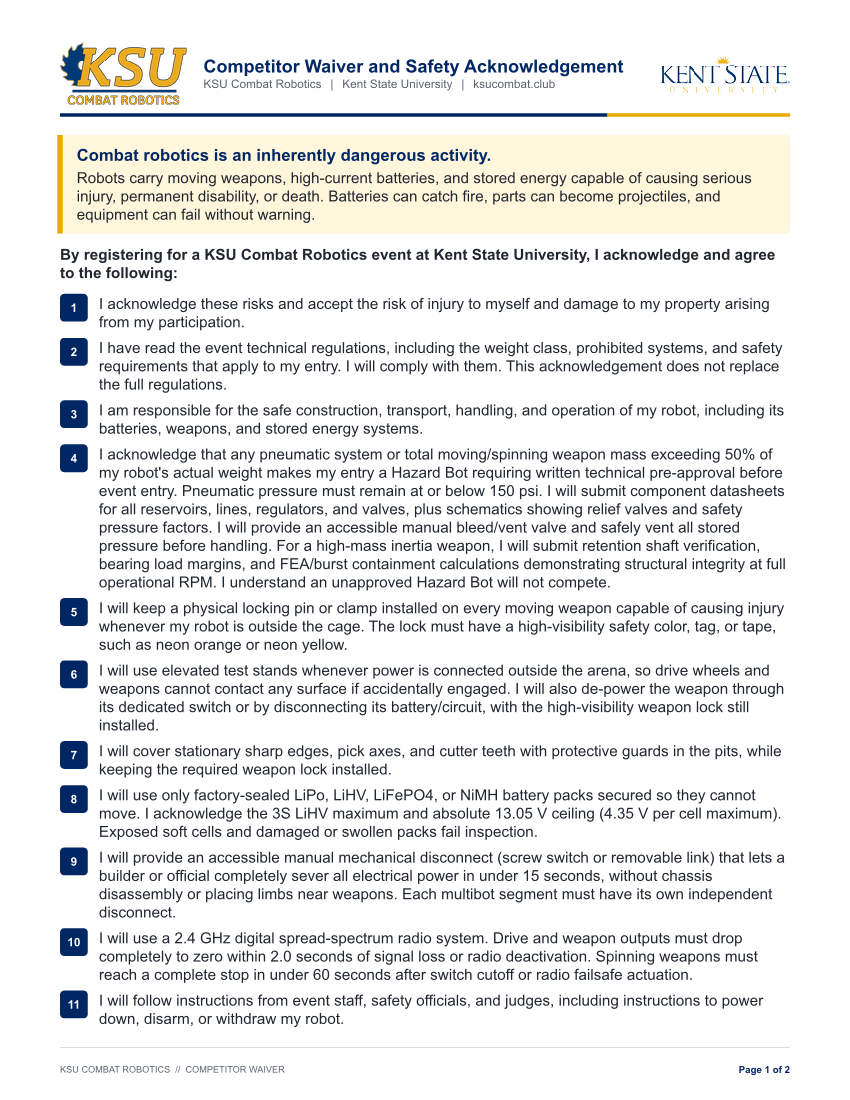 KSU
COMBAT ROBOTICS
Competitor Waiver and Safety Acknowledgement
KSU Combat Robotics | Kent State University | ksucombat.club
KENT STATE
UNIVERSITY
Combat robotics is an inherently dangerous activity.
Robots carry moving weapons, high-current batteries, and stored energy capable of causing serious
injury, permanent disability, or death. Batteries can catch fire, parts can become projectiles, and
equipment can fail without warning.
By registering for a KSU Combat Robotics event at Kent State University, I acknowledge and agree
to the following:
1 I acknowledge these risks and accept the risk of injury to myself and damage to my property arising
from my participation.
2 I have read the event technical regulations, including the weight class, prohibited systems, and safety
requirements that apply to my entry. I will comply with them. This acknowledgement does not replace
the full regulations.
3 I am responsible for the safe construction, transport, handling, and operation of my robot, including its
batteries, weapons, and stored energy systems.
4 I acknowledge that any pneumatic system or total moving/spinning weapon mass exceeding 50% of
my robot's actual weight makes my entry a Hazard Bot requiring written technical pre-approval before
event entry. Pneumatic pressure must remain at or below 150 psi. I will submit component datasheets
for all reservoirs, lines, regulators, and valves, plus schematics showing relief valves and safety
pressure factors. I will provide an accessible manual bleed/vent valve and safely vent all stored
pressure before handling. For a high-mass inertia weapon, I will submit retention shaft verification,
bearing load margins, and FEA/burst containment calculations demonstrating structural integrity at full
operational RPM. I understand an unapproved Hazard Bot will not compete.
5 I will keep a physical locking pin or clamp installed on every moving weapon capable of causing injury
whenever my robot is outside the cage. The lock must have a high-visibility safety color, tag, or tape,
such as neon orange or neon yellow.
6 I will use elevated test stands whenever power is connected outside the arena, so drive wheels and
weapons cannot contact any surface if accidentally engaged. I will also de-power the weapon through
its dedicated switch or by disconnecting its battery/circuit, with the high-visibility weapon lock still
installed.
7 I will cover stationary sharp edges, pick axes, and cutter teeth with protective guards in the pits, while
keeping the required weapon lock installed.
8 I will use only factory-sealed LiPo, LiHV, LiFePO4, or NiMH battery packs secured so they cannot
move. I acknowledge the 3S LiHV maximum and absolute 13.05 V ceiling (4.35 V per cell maximum).
Exposed soft cells and damaged or swollen packs fail inspection.
9 I will provide an accessible manual mechanical disconnect (screw switch or removable link) that lets a
builder or official completely sever all electrical power in under 15 seconds, without chassis
disassembly or placing limbs near weapons. Each multibot segment must have its own independent
disconnect.
10 I will use a 2.4 GHz digital spread-spectrum radio system. Drive and weapon outputs must drop
completely to zero within 2.0 seconds of signal loss or radio deactivation. Spinning weapons must
reach a complete stop in under 60 seconds after switch cutoff or radio failsafe actuation.
11 I will follow instructions from event staff, safety officials, and judges, including instructions to power
down, disarm, or withdraw my robot.
KSU COMBAT ROBOTICS // COMPETITOR WAIVER
Page 1 of 2